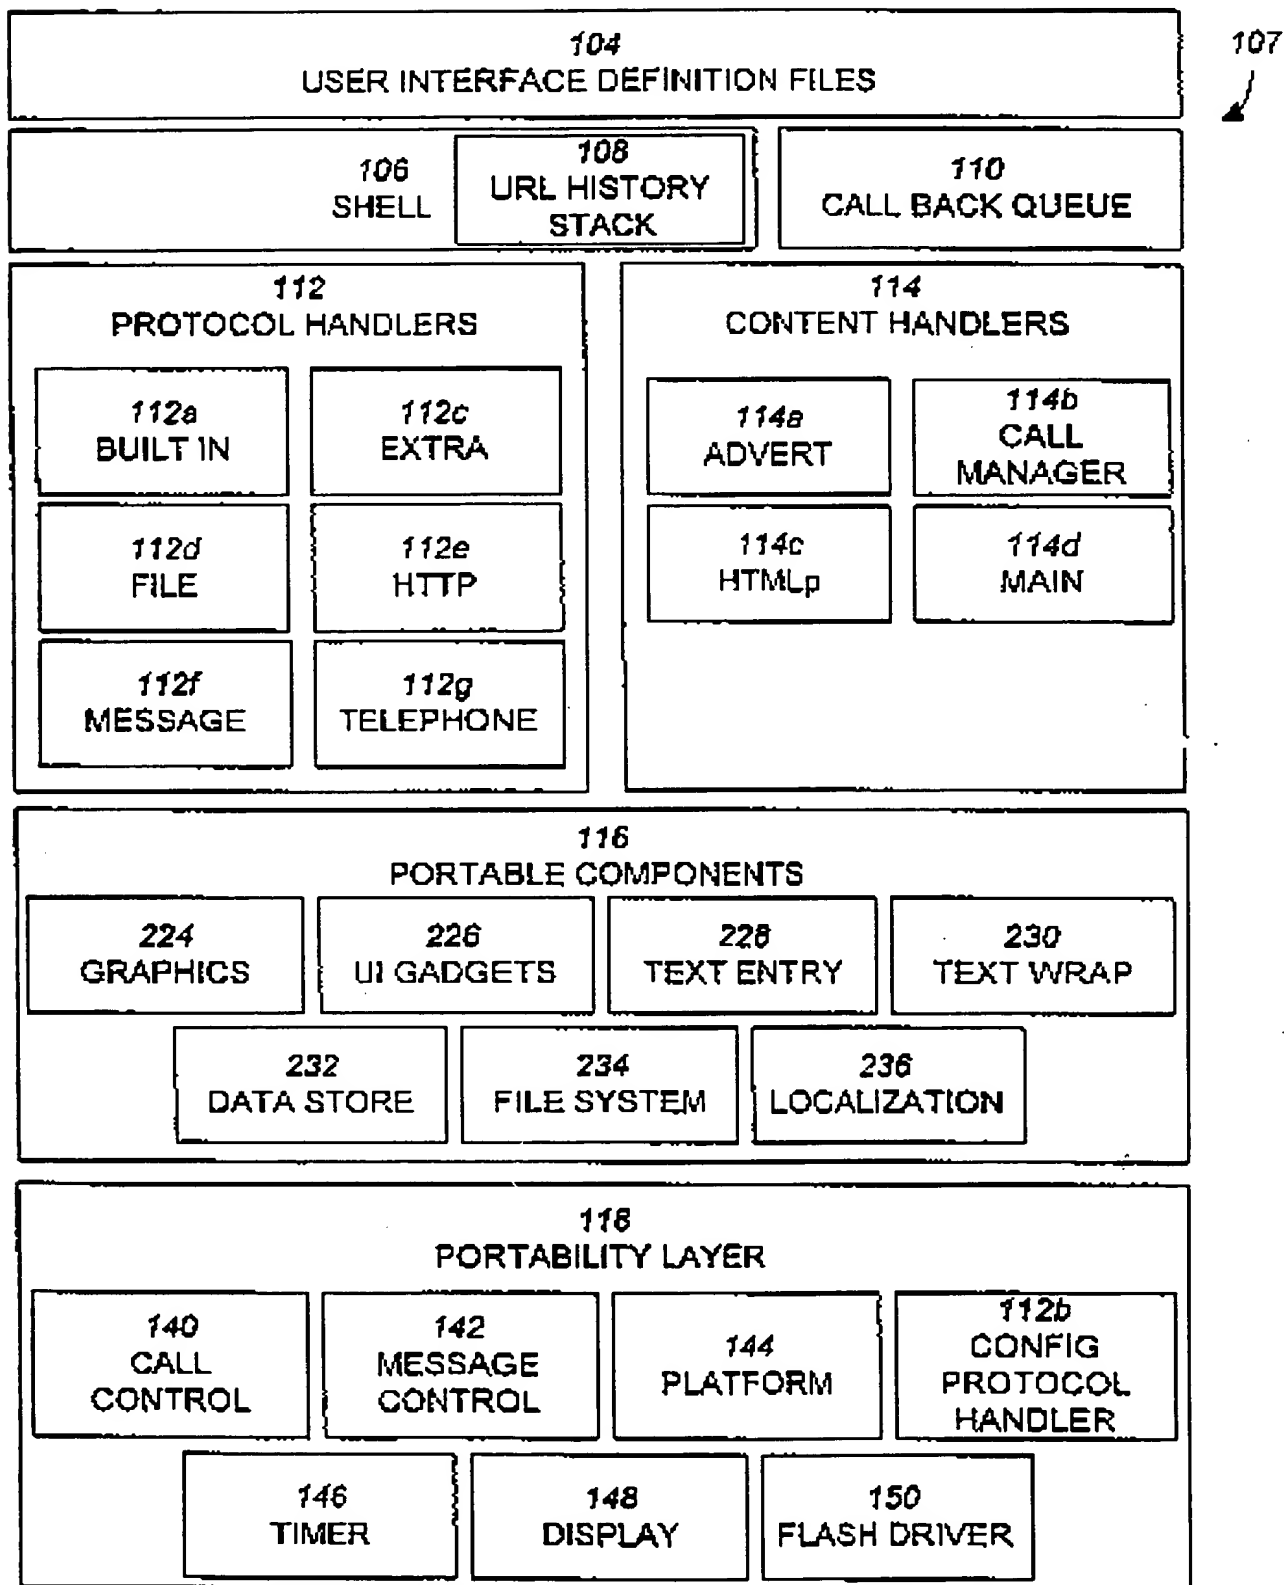 104
USER INTERFACE DEFINITION FILES
107
106
SHELL
108
URL HISTORY
STACK
110
CALL BACK QUEUE
112
PROTOCOL HANDLERS
112a
BUILT IN
112c
EXTRA
112d
FILE
112e
HTTP
112f
MESSAGE
112g
TELEPHONE
114
CONTENT HANDLERS
114a
ADVERT
114b
CALL
MANAGER
114c
HTMLp
114d
MAIN
116
PORTABLE COMPONENTS
224
GRAPHICS
226
UI GADGETS
228
TEXT ENTRY
230
TEXT WRAP
232
DATA STORE
234
FILE SYSTEM
236
LOCALIZATION
118
PORTABILITY LAYER
140
CALL
CONTROL
142
MESSAGE
CONTROL
144
PLATFORM
112b
CONFIG
PROTOCOL
HANDLER
146
TIMER
148
DISPLAY
150
FLASH DRIVER